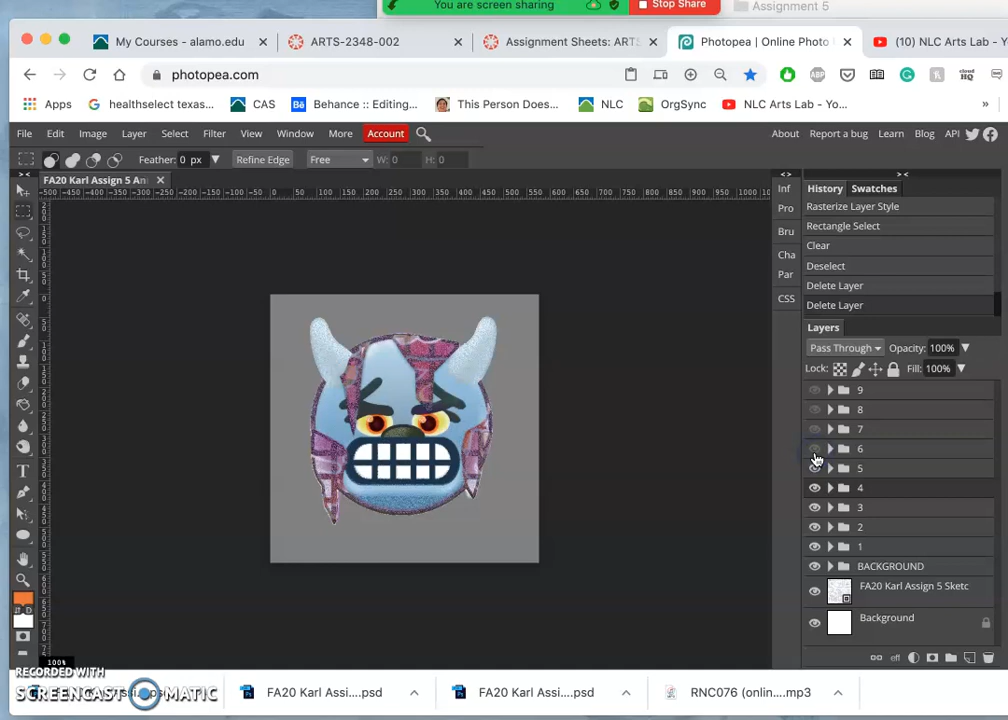 You are screen sharing
Stop Share
Assignment 5
My Courses - alamo.edu
ARTS-2348-002
Assignment Sheets: ARTS
Photopea | Online Photo
(10) NLC Arts Lab - Y
photopea.com
Apps
healthselect texas...
CAS
Behance :: Editing...
This Person Does...
NLC
OrgSync
NLC Arts Lab - Yo...
»
File Edit Image Layer Select Filter View Window More Account
About Report a bug Learn Blog API
Feather: 0 px
Refine Edge
Free
W: 0
H: 0
FA20 Karl Assign 5 An
History Swatches
Rasterize Layer Style
Rectangle Select
Clear
Deselect
Delete Layer
Delete Layer
Inf
Pro
Bru
Cha
Par
CSS
Layers
Pass Through
Opacity: 100%
Lock:
Fill: 100%
9
8
7
6
5
4
3
2
1
BACKGROUND
FA20 Karl Assign 5 Sketc
Background
eff
100%
RECORDED WITH
SCREENCAST MATIC
FA20 Karl Assi....psd
FA20 Karl Assi....psd
RNC076 (onlin....mp3